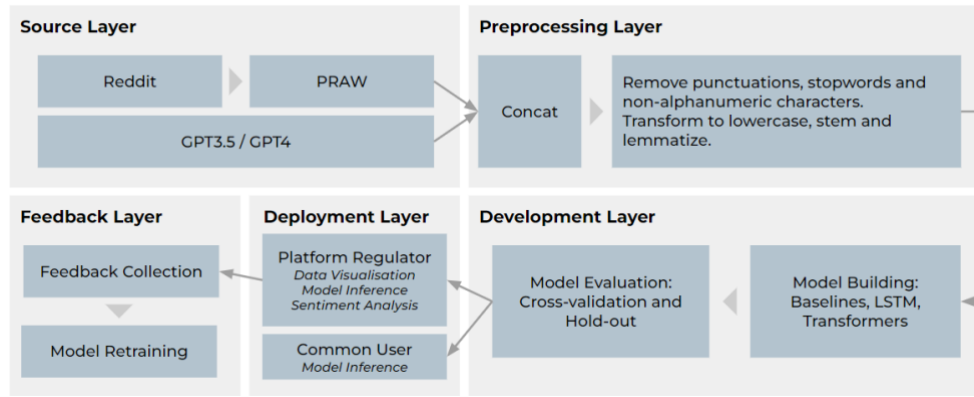 Source Layer
Reddit
PRAW
GPT3.5 / GPT4
Preprocessing Layer
Concat
Remove punctuations, stopwords and
non-alphanumeric characters.
Transform to lowercase, stem and
lemmatize.
Feedback Layer
Feedback Collection
Model Retraining
Deployment Layer
Platform Regulator
Data Visualisation
Model Inference
Sentiment Analysis
Common User
Model Inference
Development Layer
Model Evaluation:
Cross-validation and
Hold-out
Model Building:
Baselines, LSTM,
Transformers